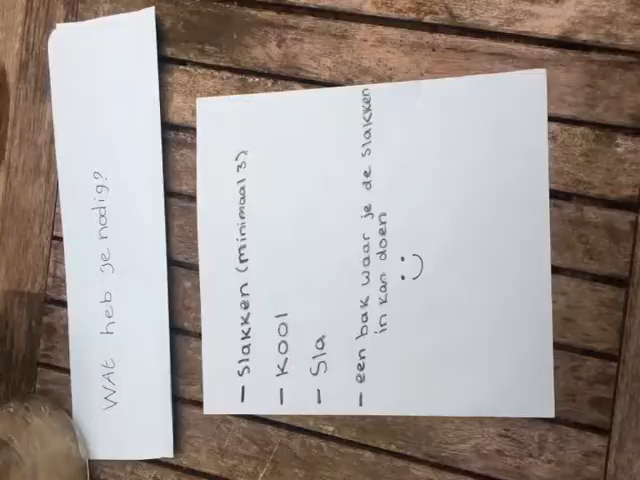 WAt heb je nodig?
- Slakken (minimaal 3)
- Kool
- Sla
- een bak waar je de slakken
in kan doen